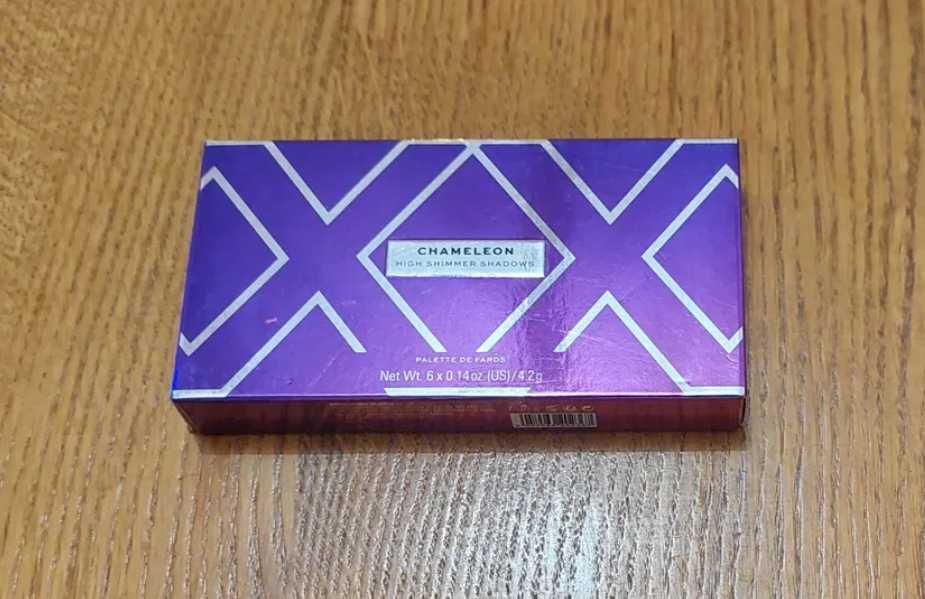 CHAMELEON
HIGH SHIMMER SHADOWS
PALETTE DE FARDS
Net Wt. 6 x 0.14oz (US)/4.2g